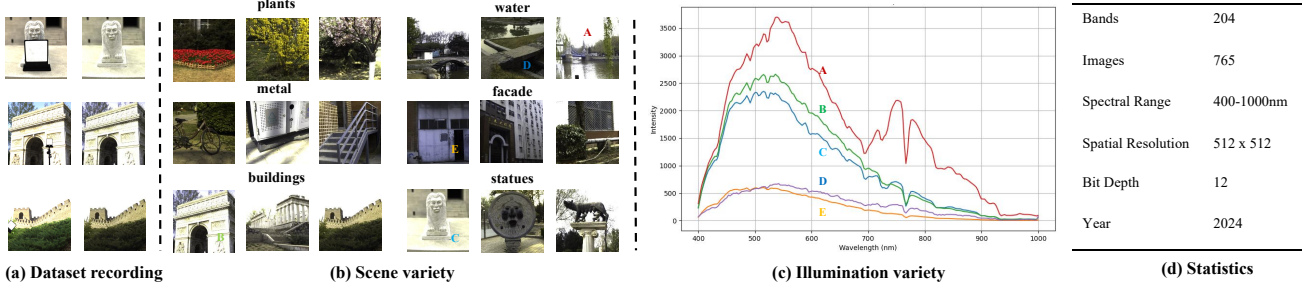 plants
water
A
D
metal
facade
E
buildings
statues
B
C
3500
3000
2500
2000
1500
1000
500
0
Intensity
A
B
C
D
E
400
500
600
700
800
900
1000
Wavelength (nm)
Bands 204
Images 765
Spectral Range 400-1000nm
Spatial Resolution 512 x 512
Bit Depth 12
Year 2024
(a) Dataset recording
(b) Scene variety
(c) Illumination variety
(d) Statistics